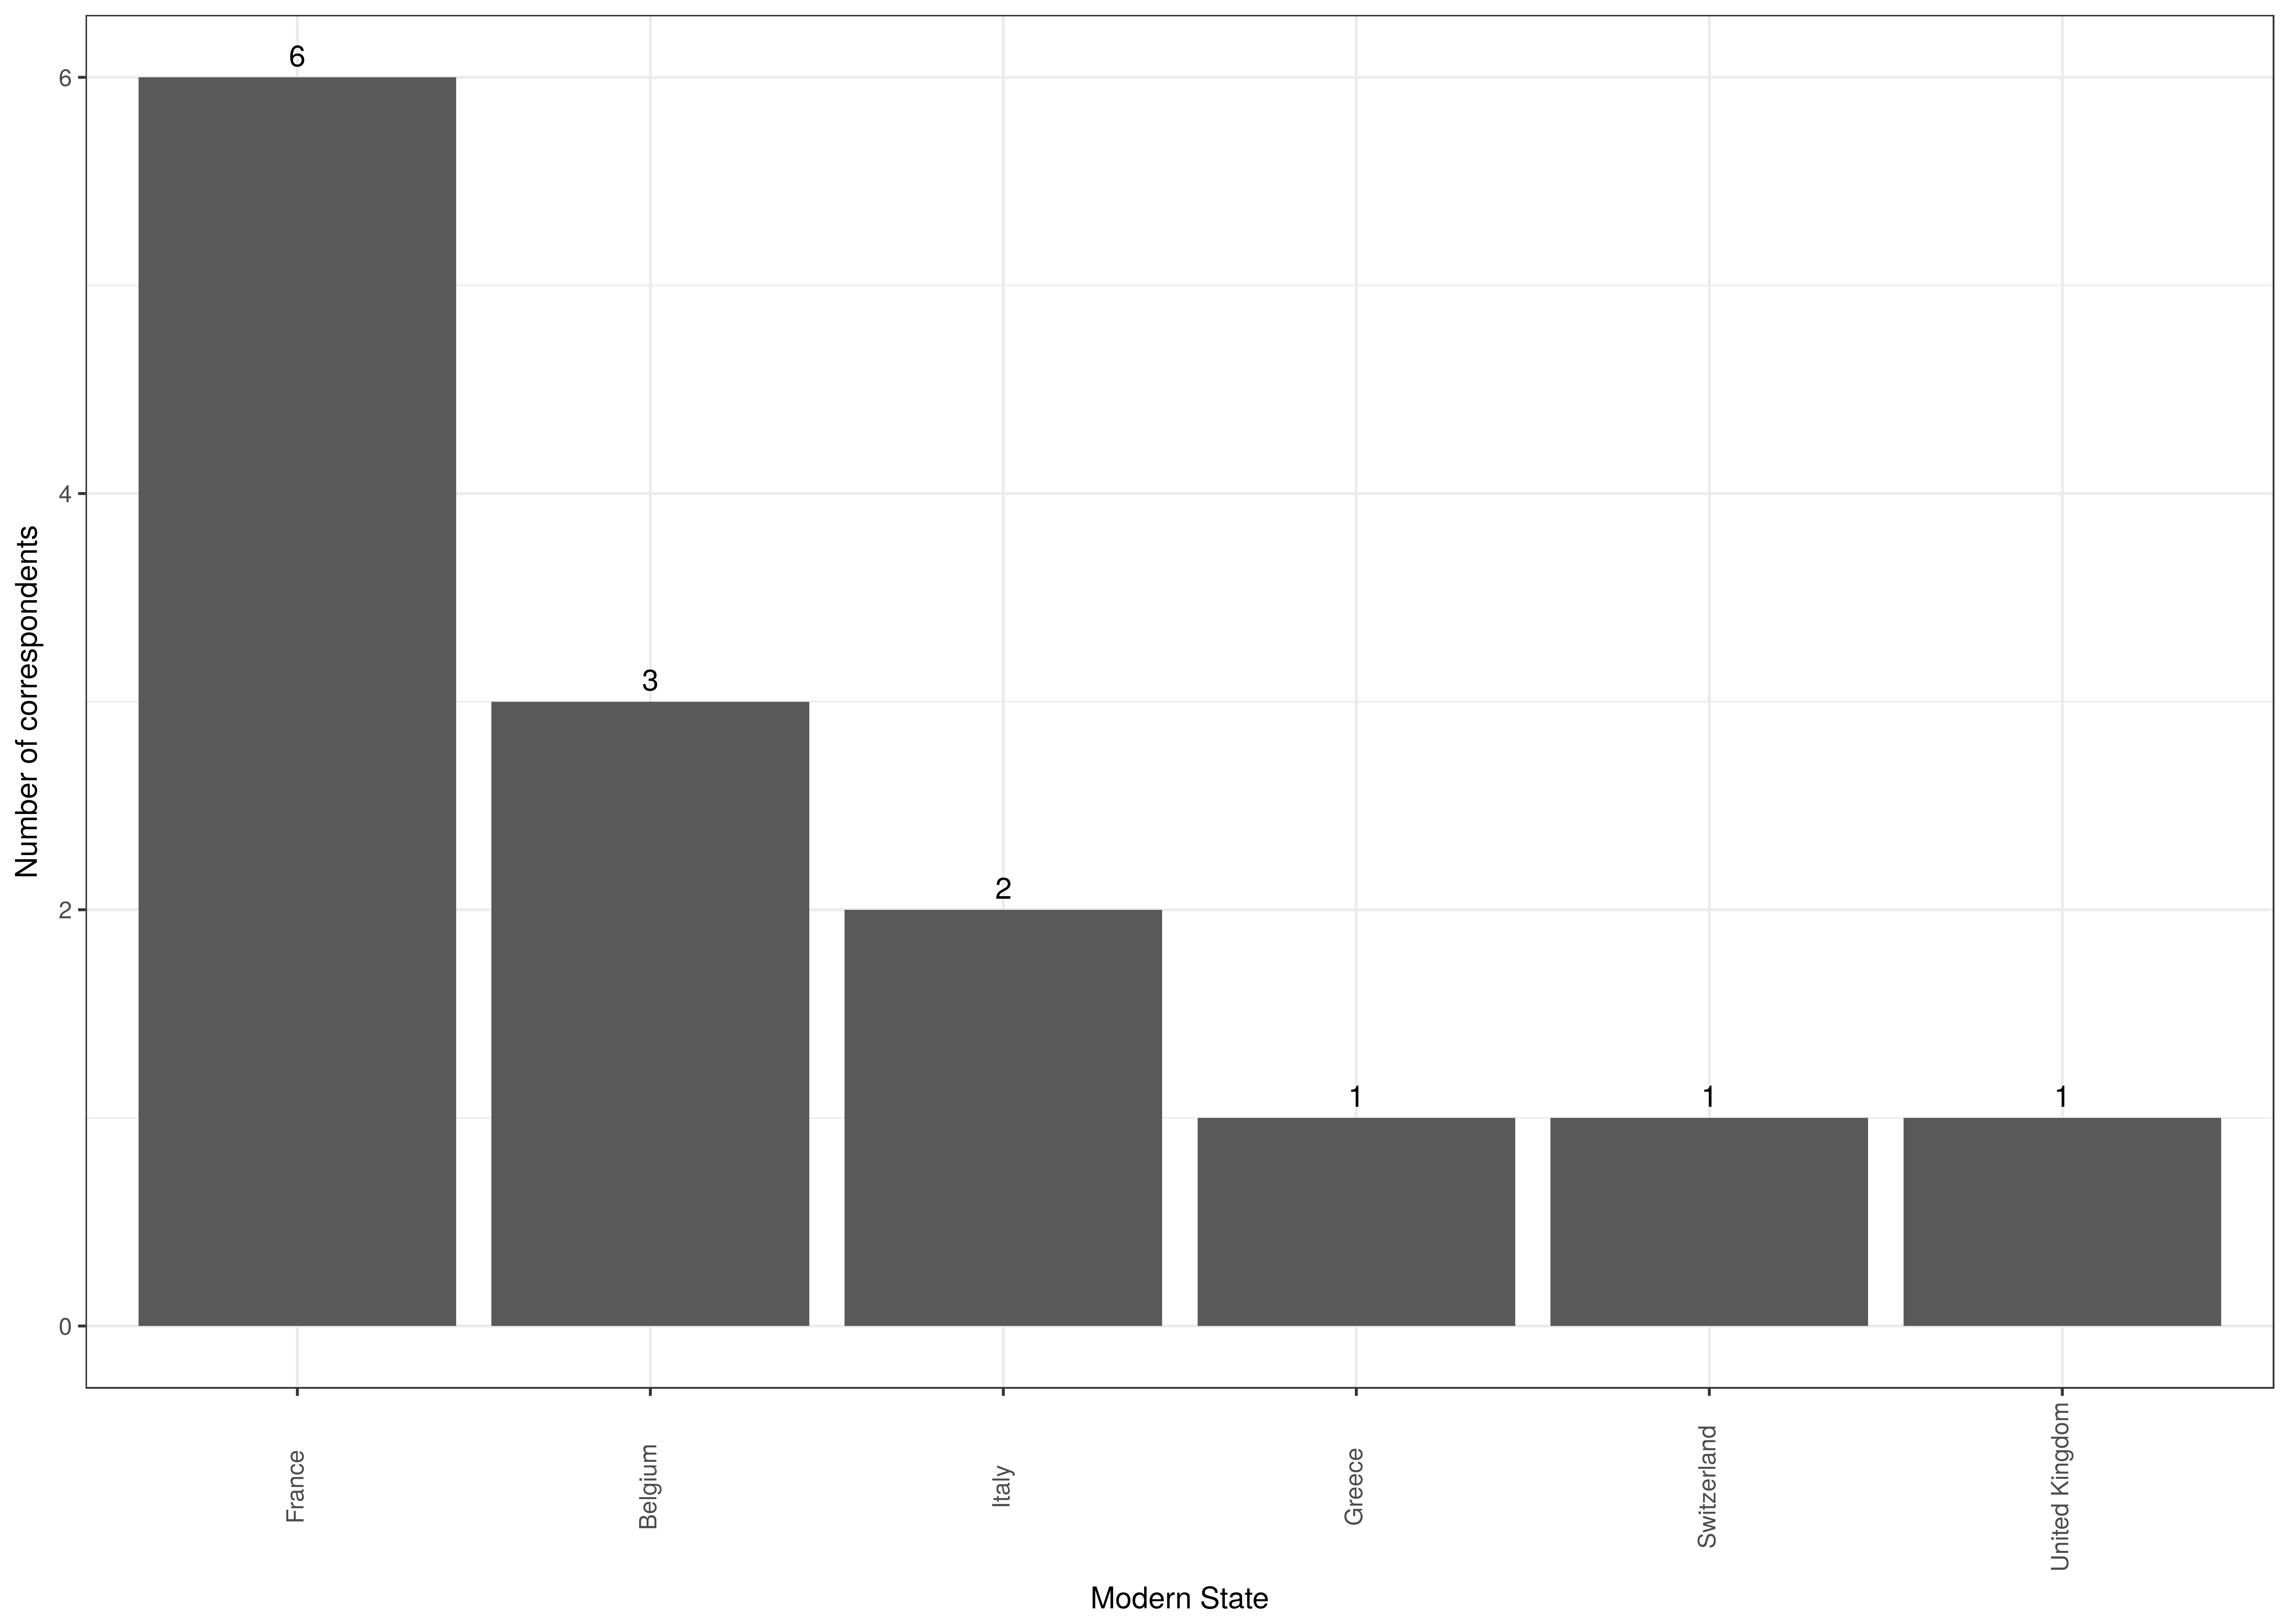 Number of correspondents
6
4
2
0
6
3
2
1
1
1
France
Belgium
Italy
Greece
Switzerland
United Kingdom
Modern State